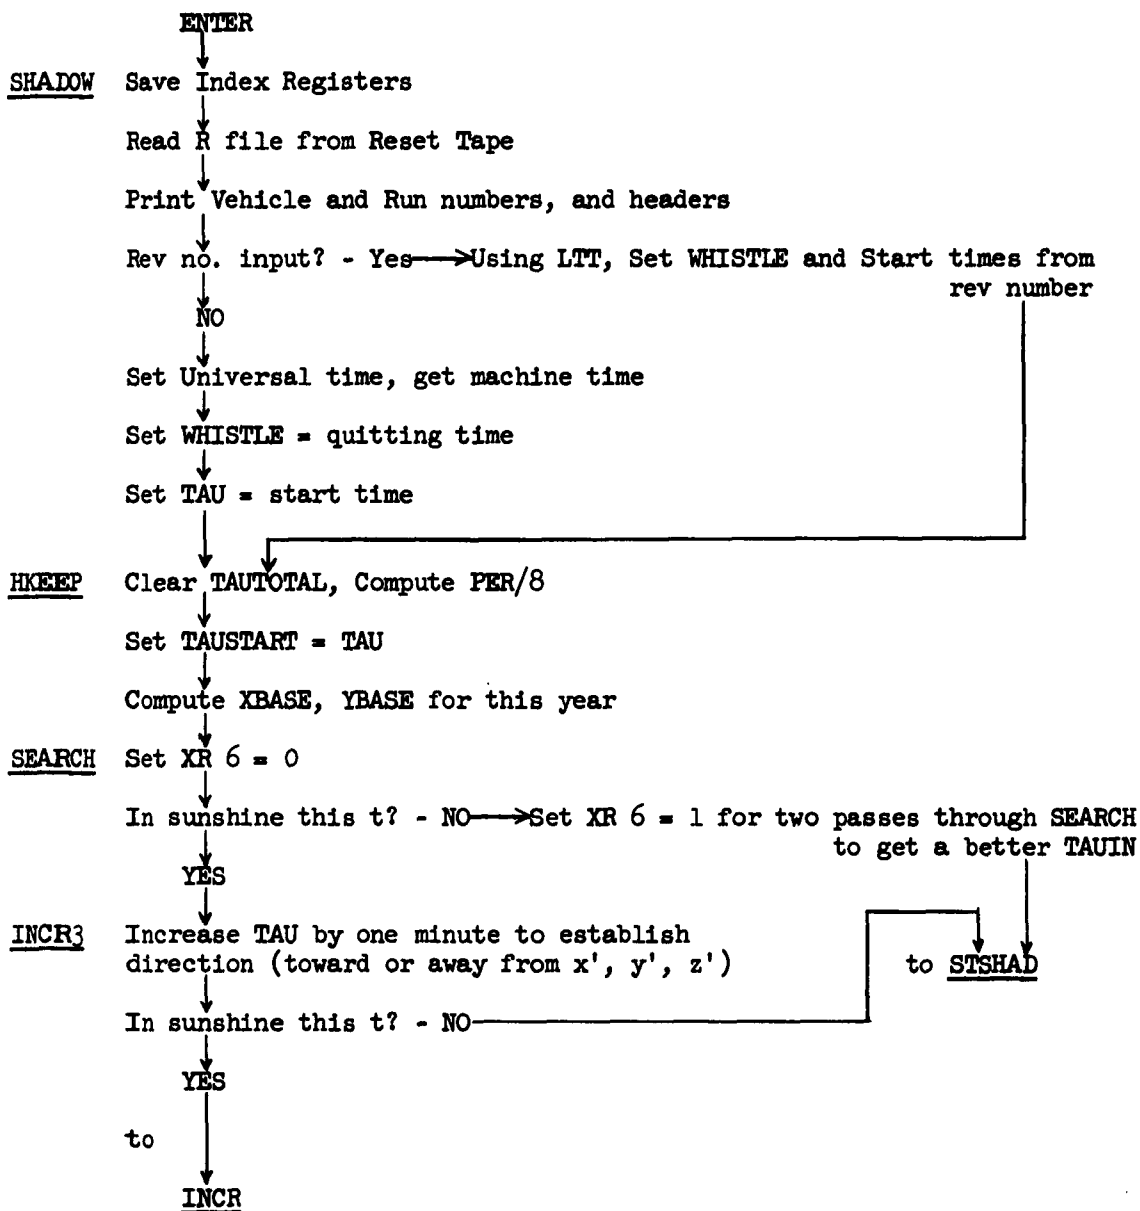 ENTER
SHADOW Save Index Registers
Read R file from Reset Tape
Print Vehicle and Run numbers, and headers
Rev no. input? - Yes Using LTT, Set WHISTLE and Start times from
rev number
NO
Set Universal time, get machine time
Set WHISTLE = quitting time
Set TAU = start time
HKEEP Clear TAUTOTAL, Compute PER/8
Set TAUSTART = TAU
Compute XBASE, YBASE for this year
SEARCH Set XR 6 = 0
In sunshine this t? - NO Set XR 6 = 1 for two passes through SEARCH
to get a better TAUIN
YES
INCR3 Increase TAU by one minute to establish
direction (toward or away from x', y', z') to STSHAD
In sunshine this t? - NO
YES
to
INCR